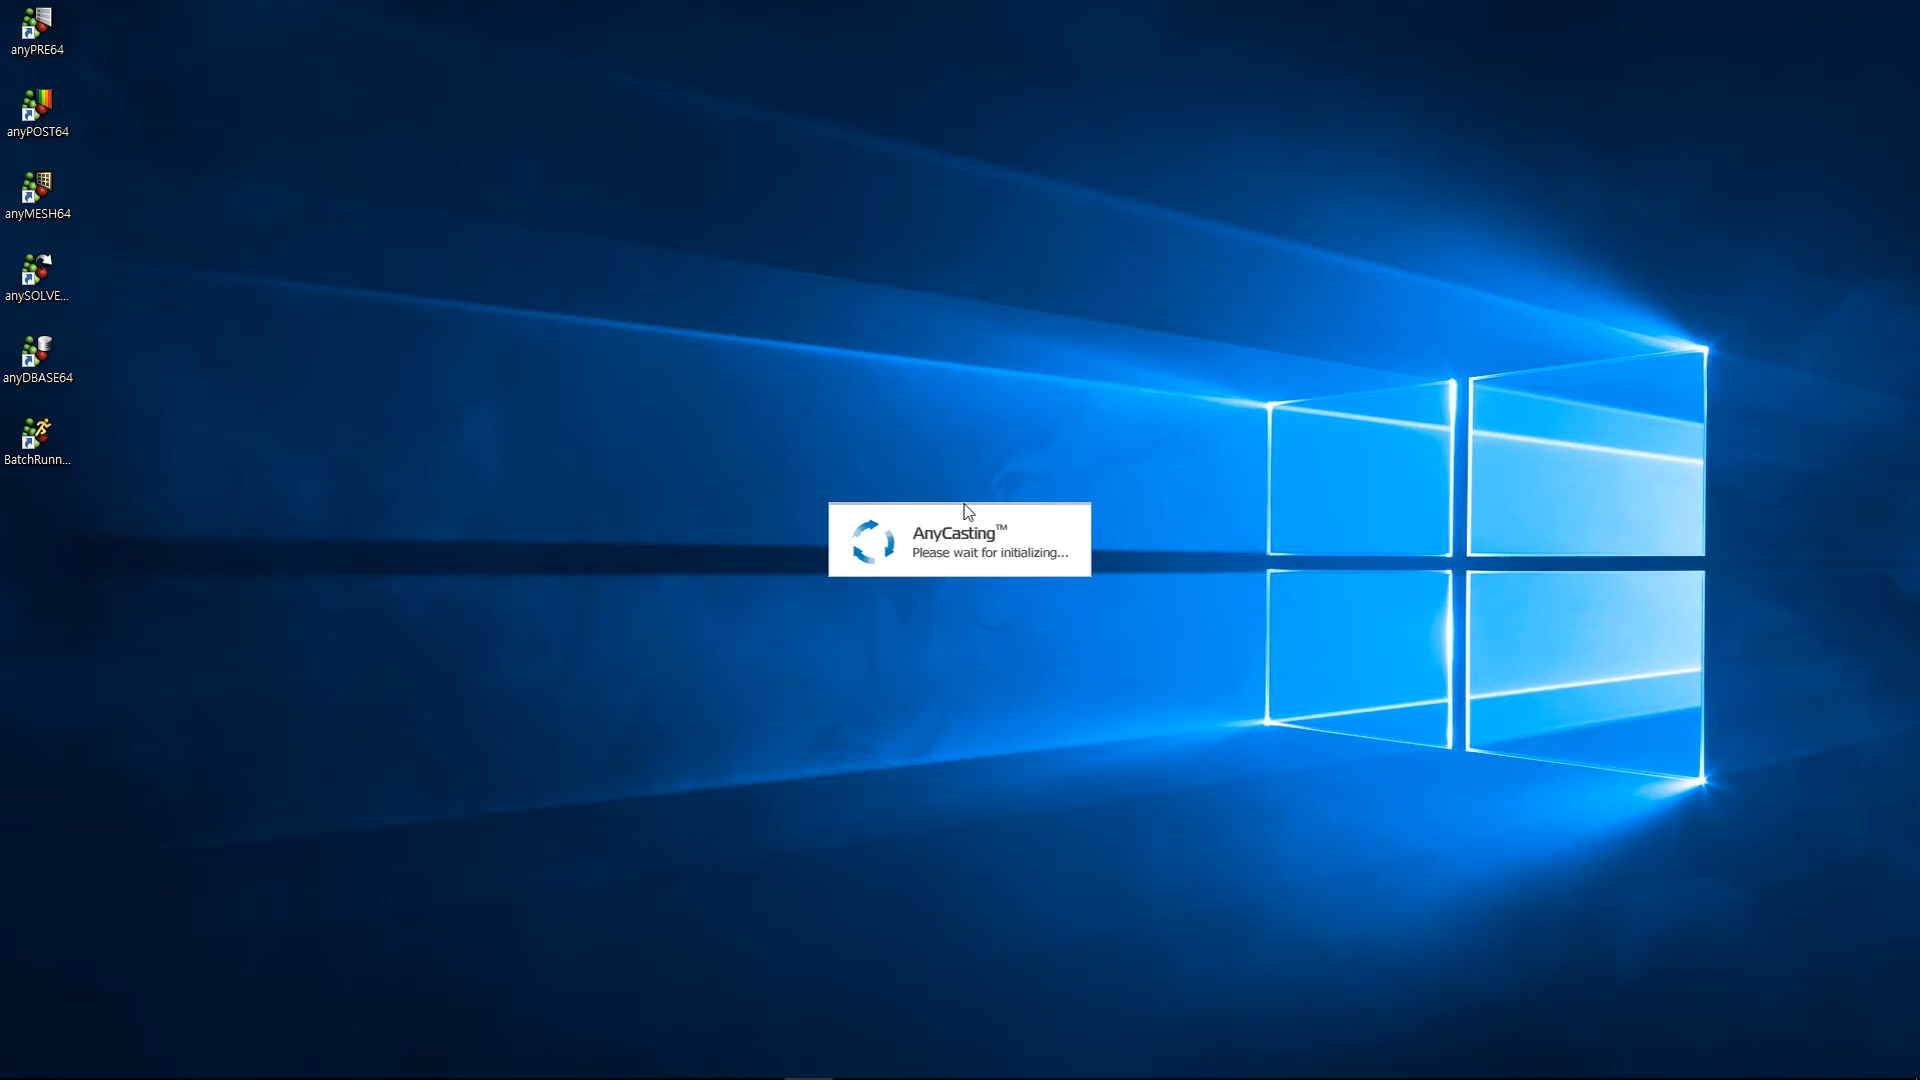 anyPRE64
anyPOST64
anyMESH64
anySOLVE...
anyDBASE64
BatchRunn...
AnyCasting™
Please wait for initializing...